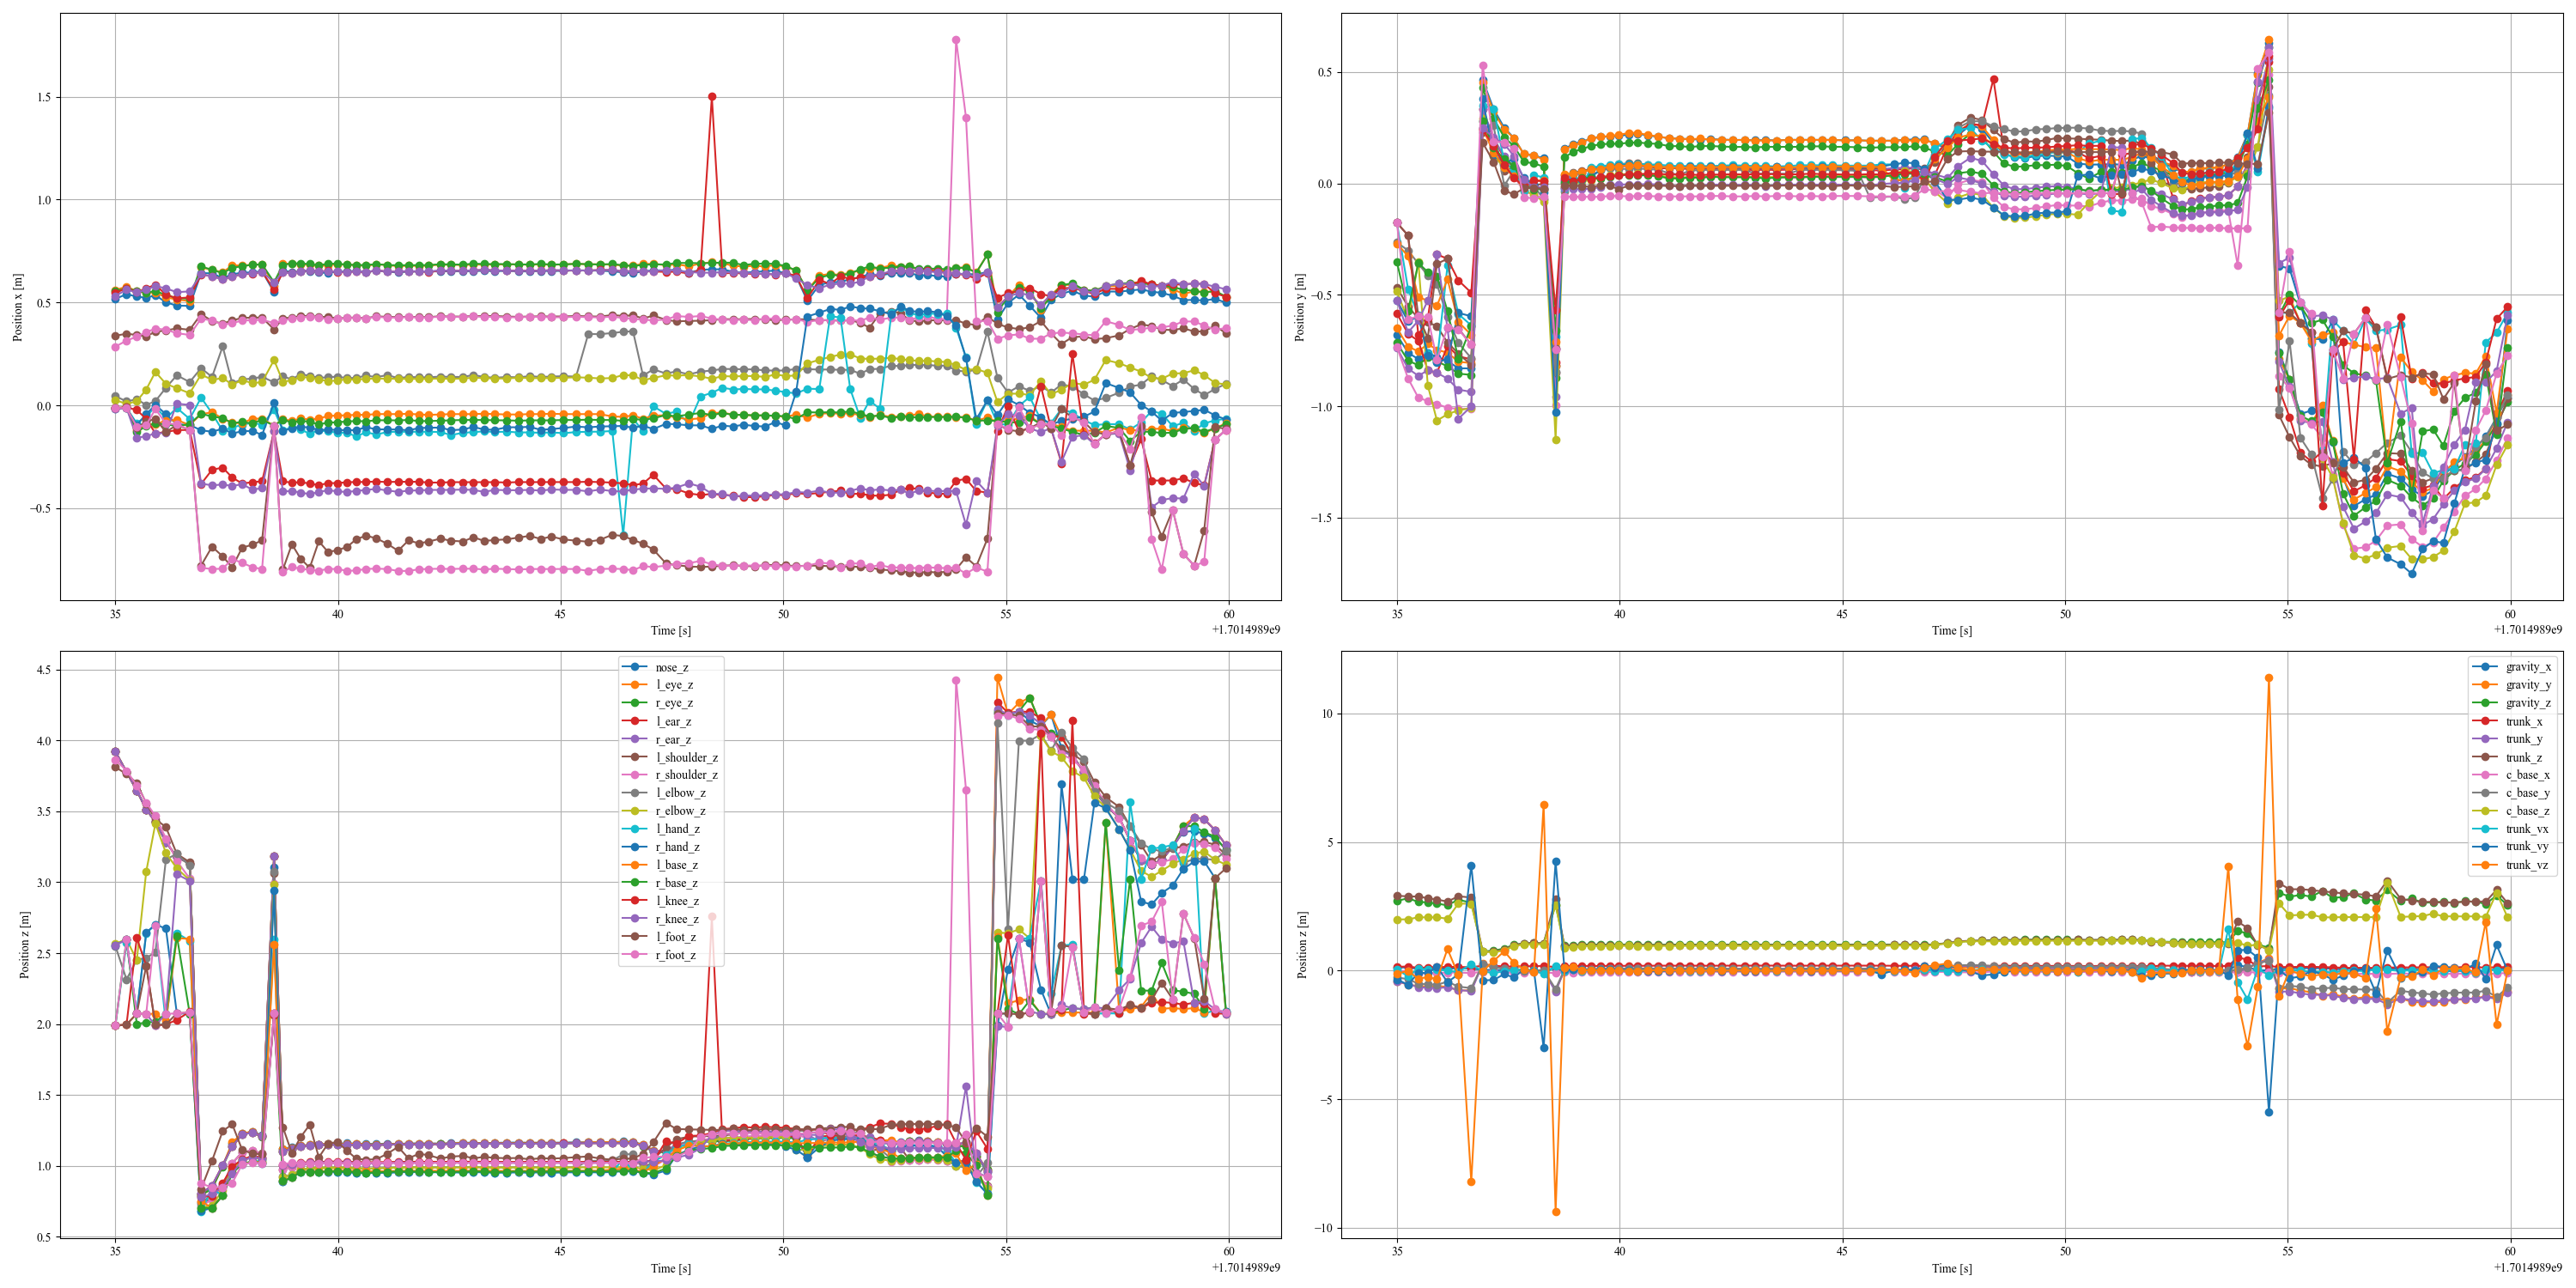 1.5
1.0
0.5
0.0
−0.5
Position x [m]
35
40
45
50
55
60
Time [s]
+1.7014989e9
0.5
0.0
−0.5
−1.0
−1.5
Position y [m]
35
40
45
50
55
60
Time [s]
+1.7014989e9
4.5
4.0
3.5
3.0
2.5
2.0
1.5
1.0
0.5
Position z [m]
nose_z
l_eye_z
r_eye_z
l_ear_z
r_ear_z
l_shoulder_z
r_shoulder_z
l_elbow_z
r_elbow_z
l_hand_z
r_hand_z
l_base_z
r_base_z
l_knee_z
r_knee_z
l_foot_z
r_foot_z
35
40
45
50
55
60
Time [s]
+1.7014989e9
10
5
0
−5
−10
Position z [m]
gravity_x
gravity_y
gravity_z
trunk_x
trunk_y
trunk_z
c_base_x
c_base_y
c_base_z
trunk_vx
trunk_vy
trunk_vz
35
40
45
50
55
60
Time [s]
+1.7014989e9